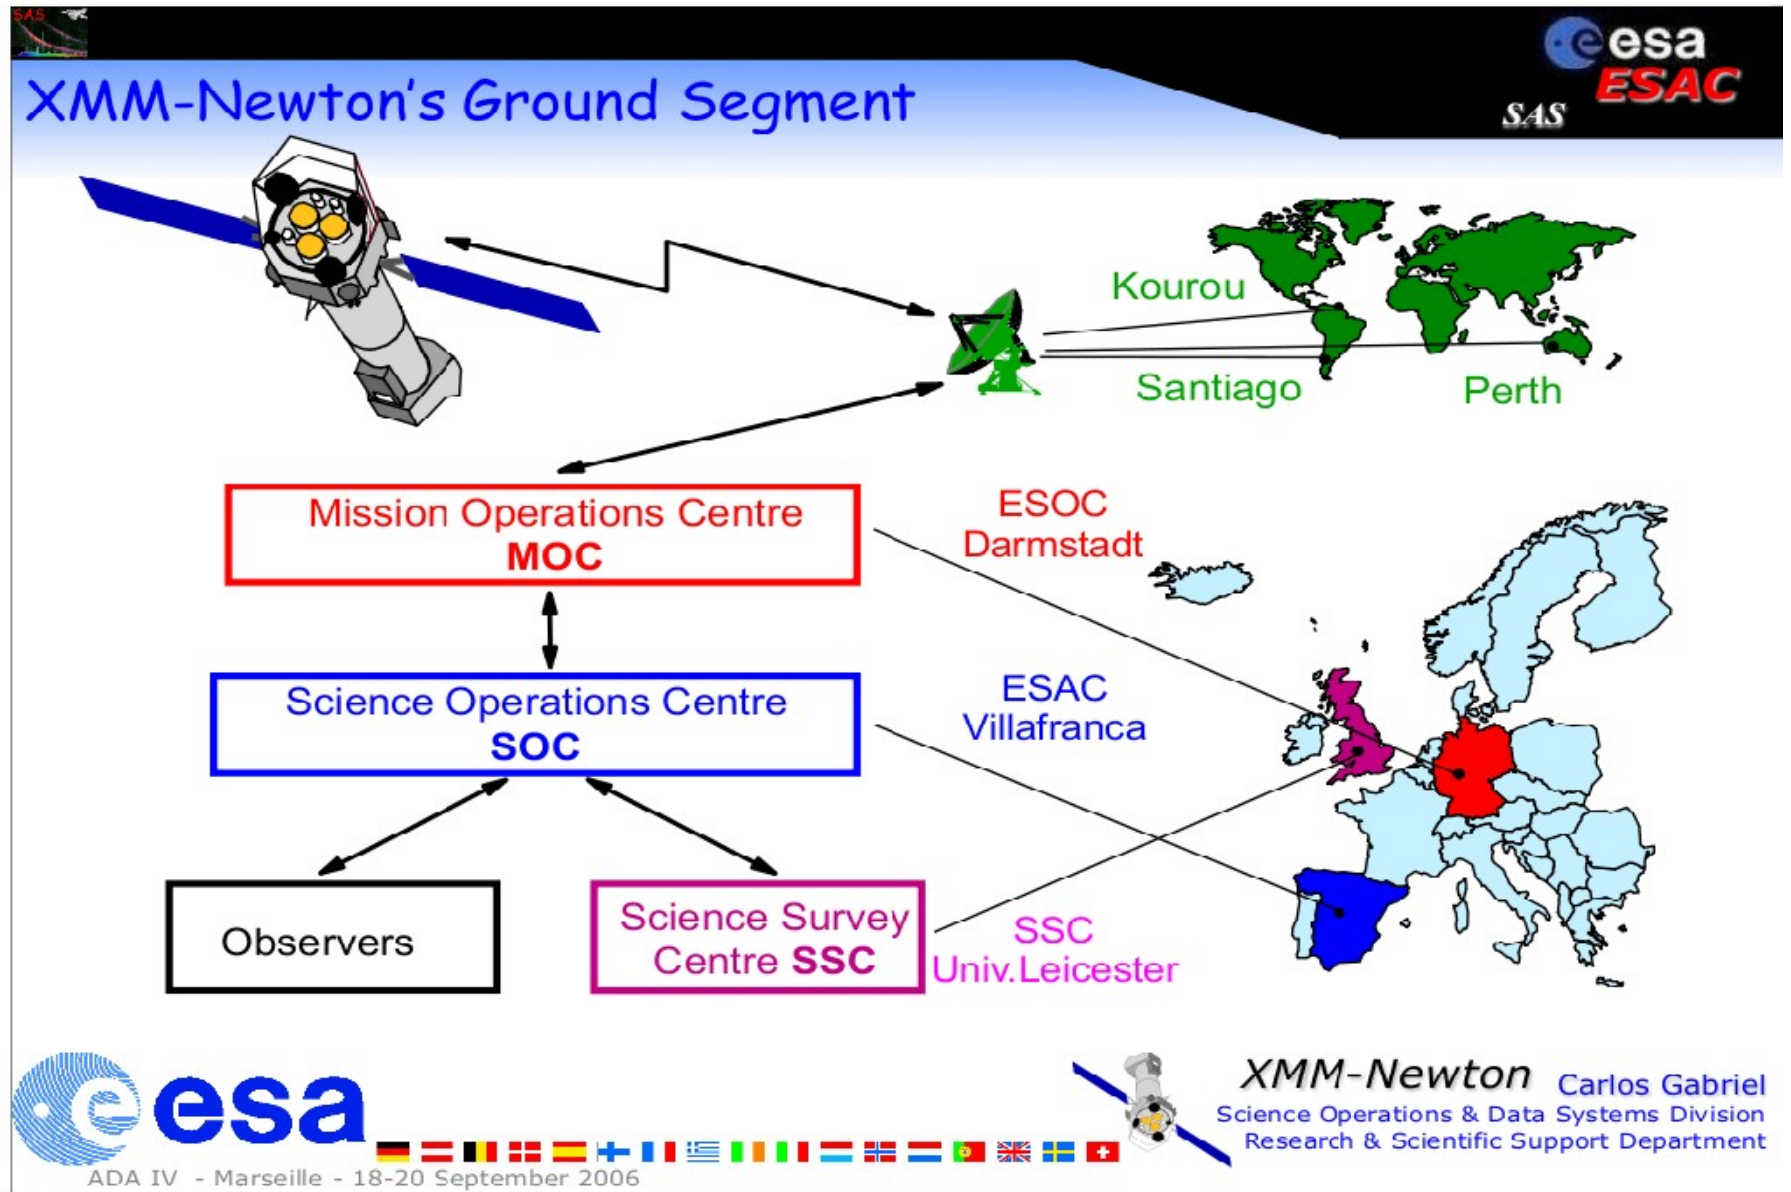 SAS
esa
ESAC
SAS
XMM-Newton's Ground Segment
Kourou
Santiago
Perth
Mission Operations Centre
MOC
ESOC
Darmstadt
Science Operations Centre
SOC
ESAC
Villafranca
Observers
Science Survey
Centre SSC
SSC
Univ.Leicester
esa
XMM-Newton Carlos Gabriel
Science Operations & Data Systems Division
Research & Scientific Support Department
ADA IV - Marseille - 18-20 September 2006